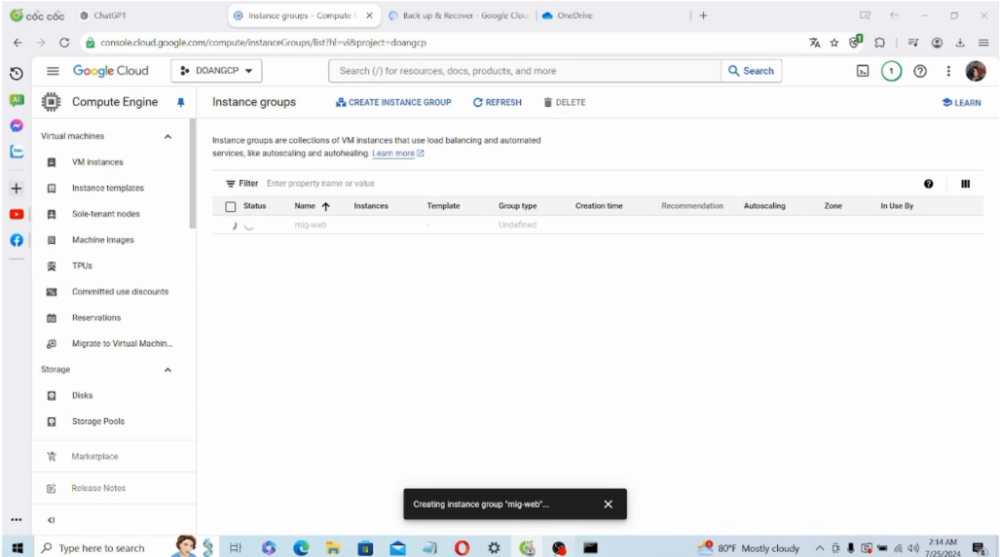 cốc cốc
ChatGPT
Instance groups – Compute E
Back up & Recover - Google Clou
OneDrive
console.cloud.google.com/compute/instanceGroups/list?hl=vi&project=doangcp
Google Cloud
DOANGCP
Search (/) for resources, docs, products, and more
Search
1
Compute Engine
Instance groups
CREATE INSTANCE GROUP
REFRESH
DELETE
LEARN
Virtual machines
VM instances
Instance templates
Sole-tenant nodes
Machine images
TPUs
Committed use discounts
Reservations
Migrate to Virtual Machin...
Storage
Disks
Storage Pools
Marketplace
Release Notes
Instance groups are collections of VM instances that use load balancing and automated
services, like autoscaling and autohealing. Learn more
Filter Enter property name or value
Status Name Instances Template Group type Creation time Recommendation Autoscaling Zone In Use By
mig-web - Undefined
Creating instance group "mig-web"...
Type here to search
80°F Mostly cloudy
2:14 AM
7/25/2024